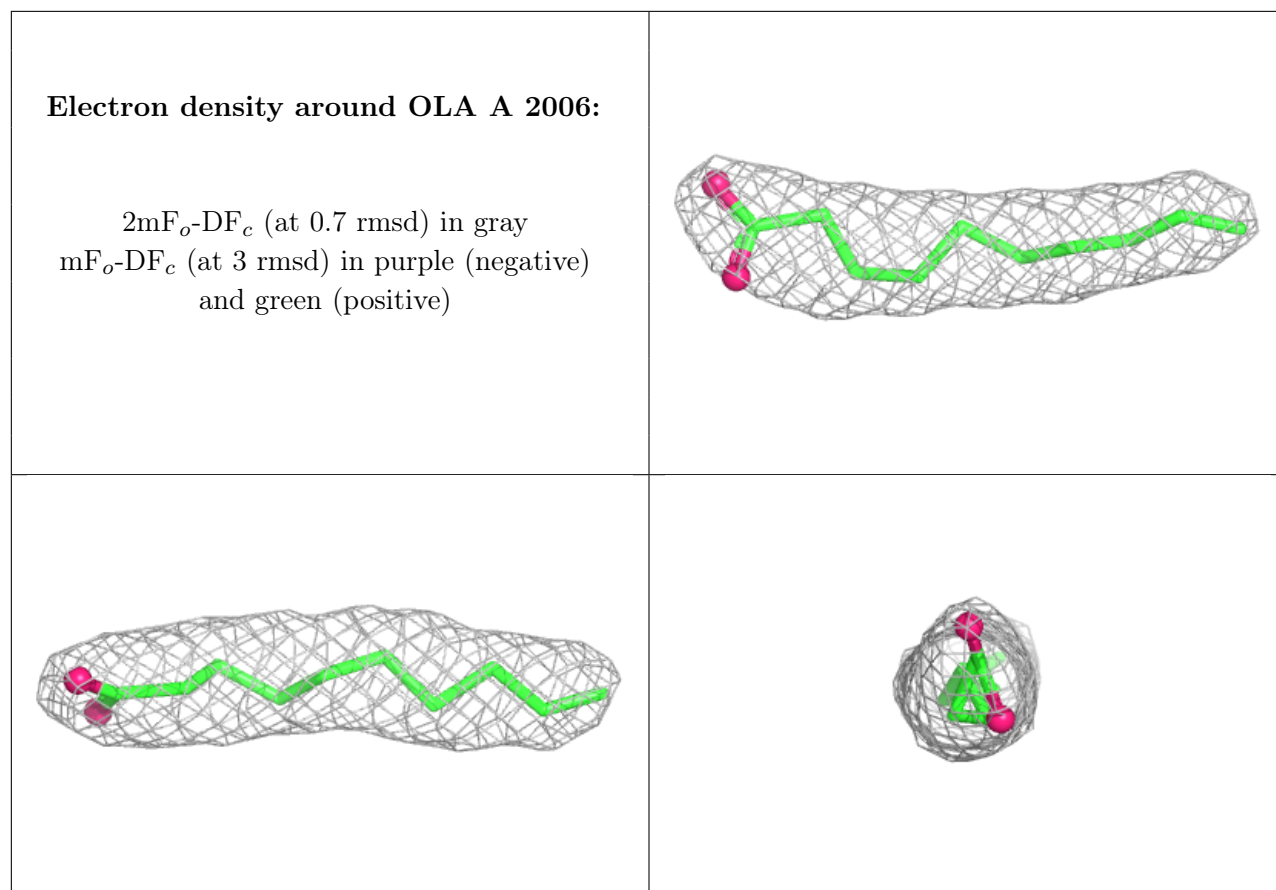 Electron density around OLA A 2006:
2mFo-DFc (at 0.7 rmsd) in gray
mFo-DFc (at 3 rmsd) in purple (negative)
and green (positive)